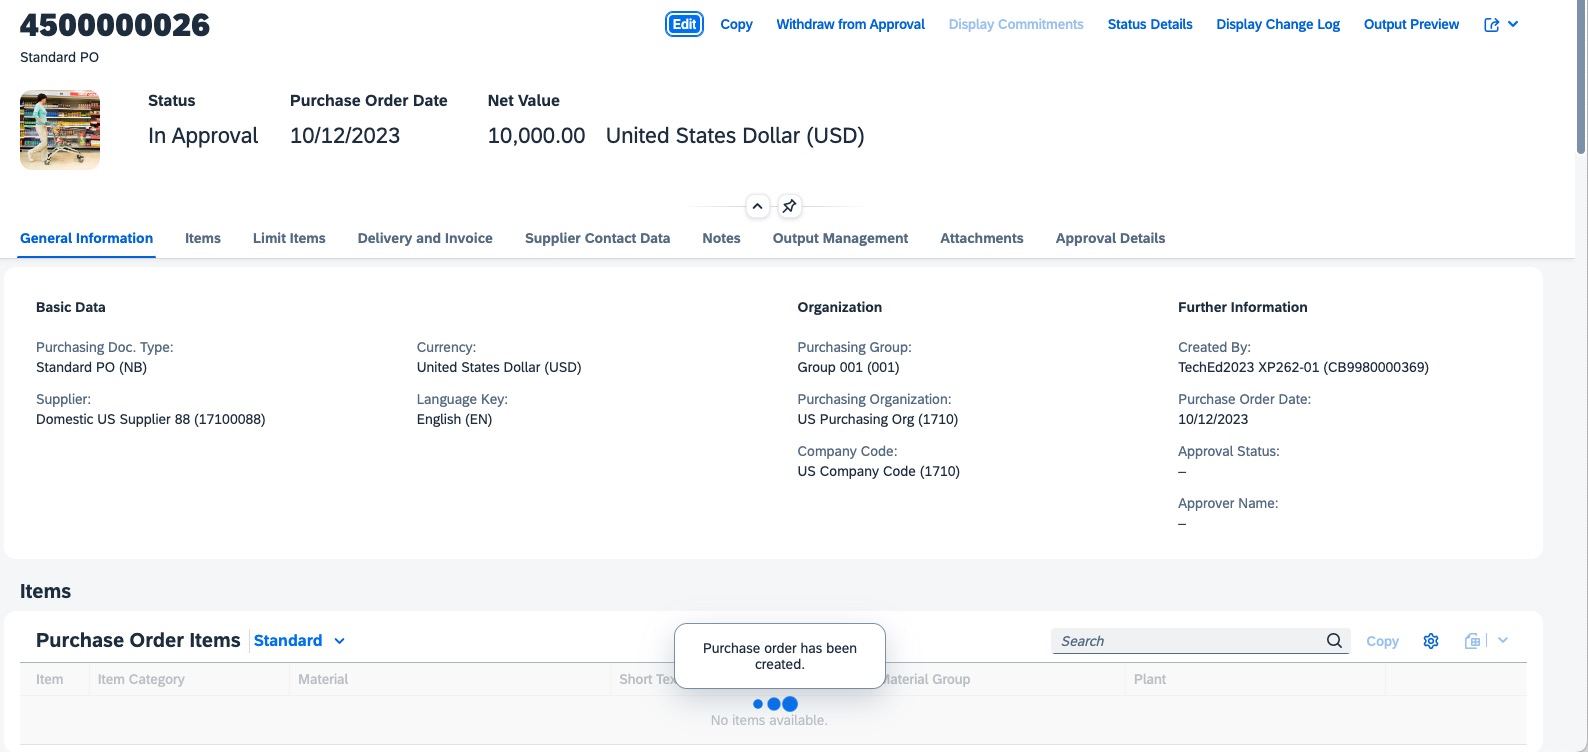 4500000026
Edit Copy Withdraw from Approval Display Commitments Status Details Display Change Log Output Preview
Standard PO
Status Purchase Order Date Net Value
In Approval 10/12/2023 10,000.00 United States Dollar (USD)
General Information Items Limit Items Delivery and Invoice Supplier Contact Data Notes Output Management Attachments Approval Details
Basic Data Organization Further Information
Purchasing Doc. Type: Currency: Purchasing Group: Created By:
Standard PO (NB) United States Dollar (USD) Group 001 (001) TechEd2023 XP262-01 (CB9980000369)
Supplier: Language Key: Purchasing Organization: Purchase Order Date:
Domestic US Supplier 88 (17100088) English (EN) US Purchasing Org (1710) 10/12/2023
Company Code: Approval Status:
US Company Code (1710) –
Approver Name:
–
Items
Purchase Order Items Standard Search Copy
Purchase order has been
created.
Item Item Category Material Short Tex Material Group Plant
No items available.